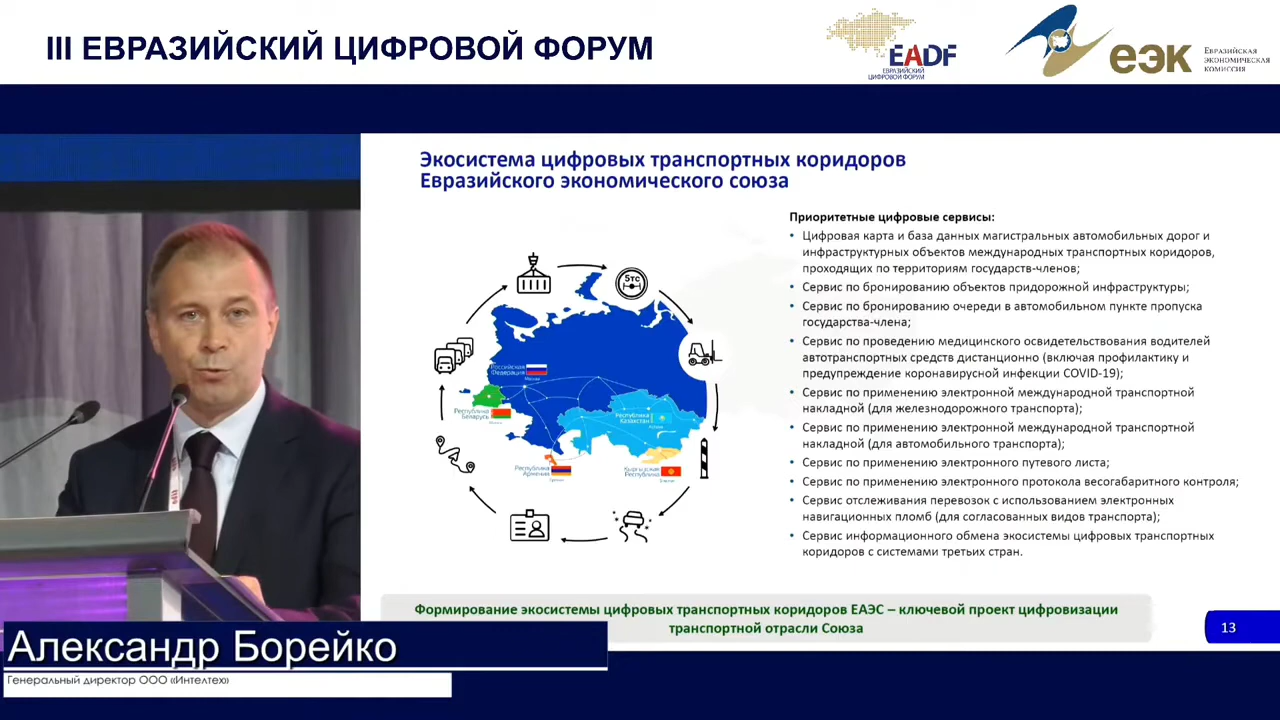 III ЕВРАЗИЙСКИЙ ЦИФРОВОЙ ФОРУМ
EADF
ЕВРАЗИЙСКИЙ
ЦИФРОВОЙ ФОРУМ
еэк
ЕВРАЗИЙСКАЯ
ЭКОНОМИЧЕСКАЯ
КОМИССИЯ
Экосистема цифровых транспортных коридоров
Евразийского экономического союза
Приоритетные цифровые сервисы:
• Цифровая карта и база данных магистральных автомобильных дорог и
инфраструктурных объектов международных транспортных коридоров,
проходящих по территориям государств-членов;
• Сервис по бронированию объектов придорожной инфраструктуры;
• Сервис по бронированию очереди в автомобильном пункте пропуска
государства-члена;
• Сервис по проведению медицинского освидетельствования водителей
автотранспортных средств дистанционно (включая профилактику и
предупреждение коронавирусной инфекции COVID-19);
• Сервис по применению электронной международной транспортной
накладной (для железнодорожного транспорта);
• Сервис по применению электронной международной транспортной
накладной (для автомобильного транспорта);
• Сервис по применению электронного путевого листа;
• Сервис по применению электронного протокола весогабаритного контроля;
• Сервис отслеживания перевозок с использованием электронных
навигационных пломб (для согласованных видов транспорта);
• Сервис информационного обмена экосистемы цифровых транспортных
коридоров с системами третьих стран.
5ТС
Российская
Федерация
Москва
Республика
Беларусь
Республика
Казахстан
Республика
Армения
Кыргызская
Республика
Формирование экосистемы цифровых транспортных коридоров ЕАЭС – ключевой проект цифровизации
транспортной отрасли Союза
13
Александр Борейко
Генеральный директор ООО «Интелтех»